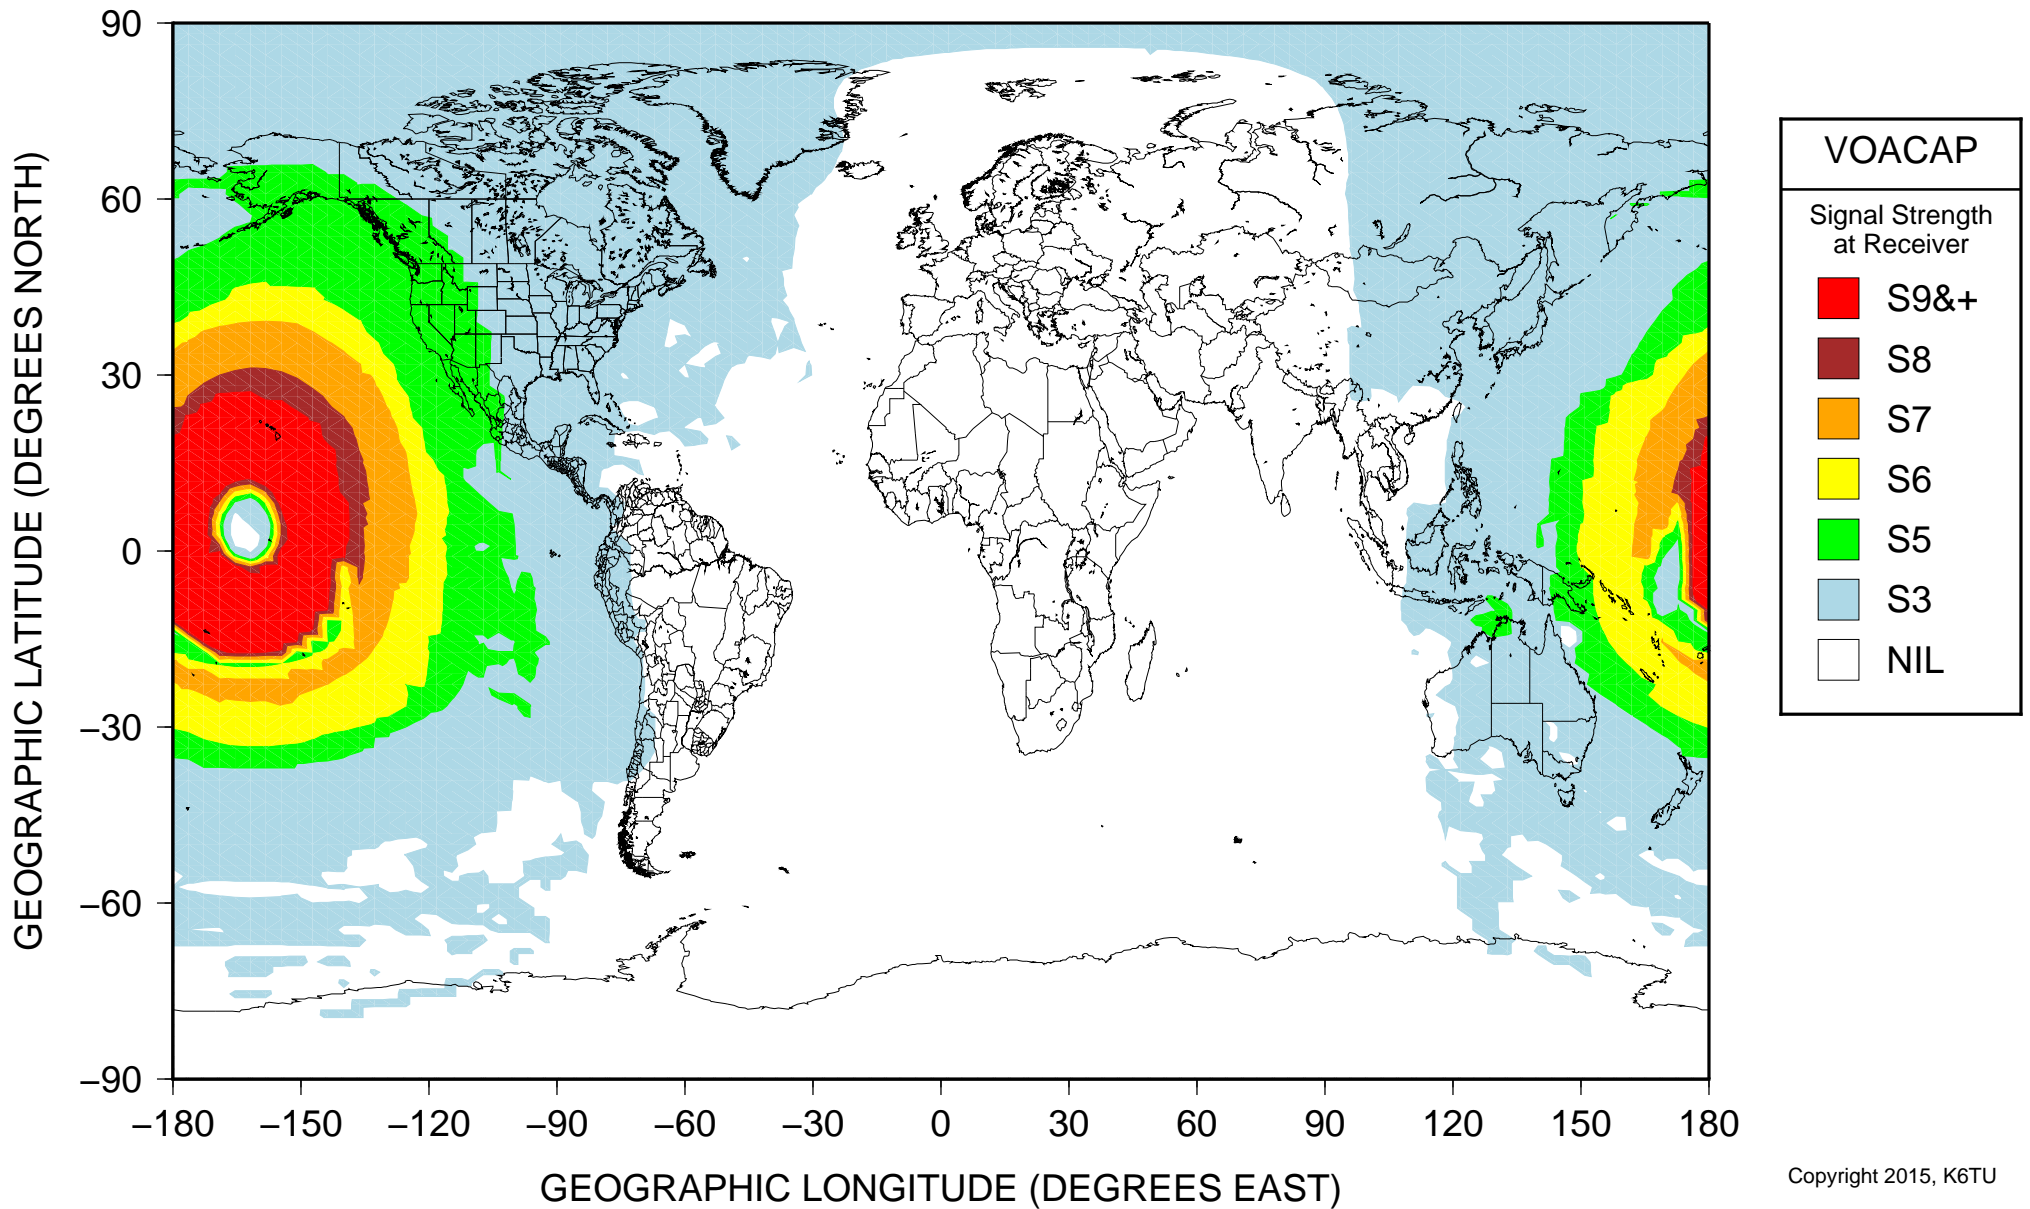 90
60
30
0
−30
−60
−90
GEOGRAPHIC LATITUDE (DEGREES NORTH)
−180 −150 −120 −90 −60 −30 0 30 60 90 120 150 180
GEOGRAPHIC LONGITUDE (DEGREES EAST)
VOACAP
Signal Strength
at Receiver
S9&+
S8
S7
S6
S5
S3
NIL
Copyright 2015, K6TU